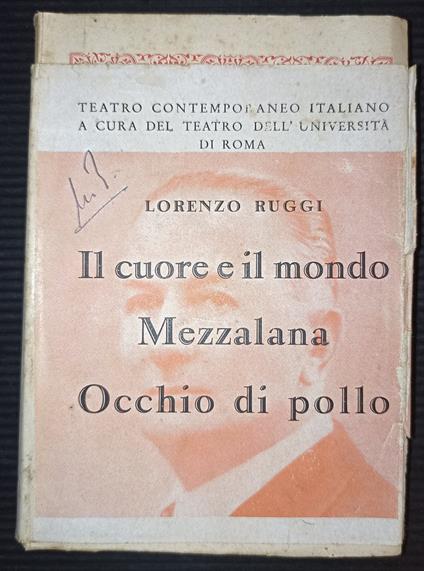 TEATRO CONTEMPORANEO ITALIANO
A CURA DEL TEATRO DELL'UNIVERSITÀ
DI ROMA
LORENZO RUGGI
Il cuore e il mondo
Mezzalana
Occhio di pollo